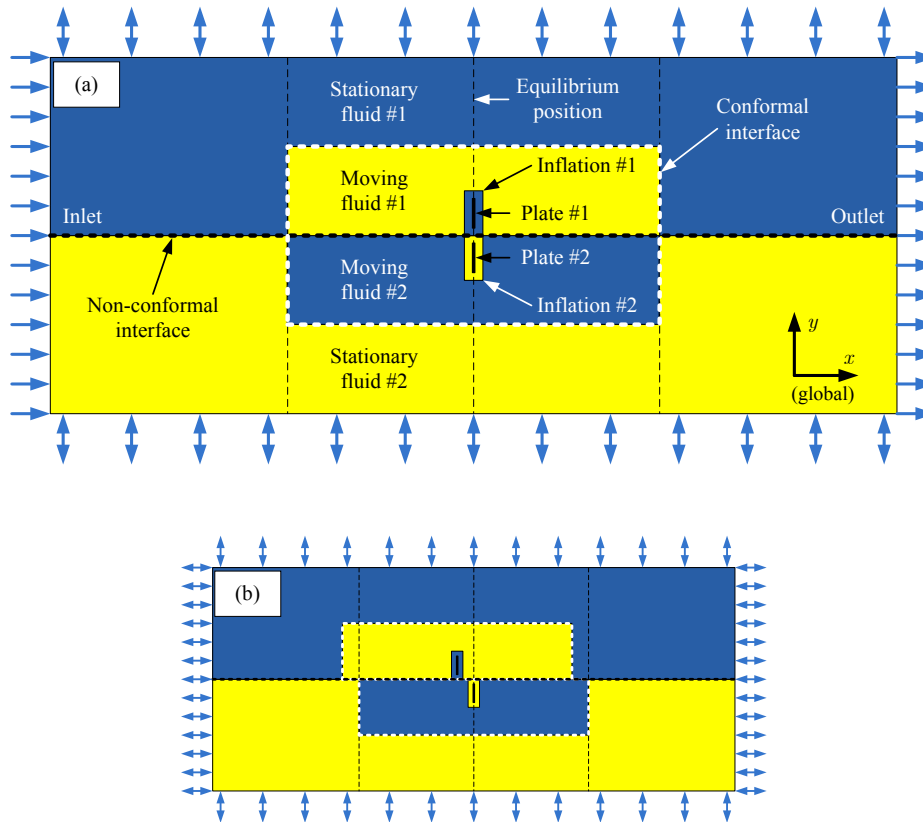 (a)
Stationary
fluid #1
Equilibrium
position
Conformal
interface
Moving
fluid #1
Inflation #1
Plate #1
Inlet
Outlet
Plate #2
Moving
fluid #2
Inflation #2
Non-conformal
interface
Stationary
fluid #2
y
x
(global)
(b)